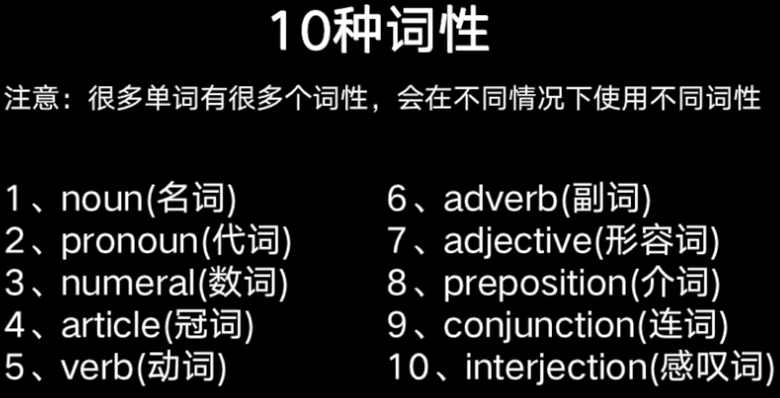 10种词性
注意：很多单词有很多个词性，会在不同情况下使用不同词性
1、noun(名词)
2、pronoun(代词)
3、numeral(数词)
4、article(冠词)
5、verb(动词)
6、adverb(副词)
7、adjective(形容词)
8、preposition(介词)
9、conjunction(连词)
10、interjection(感叹词)